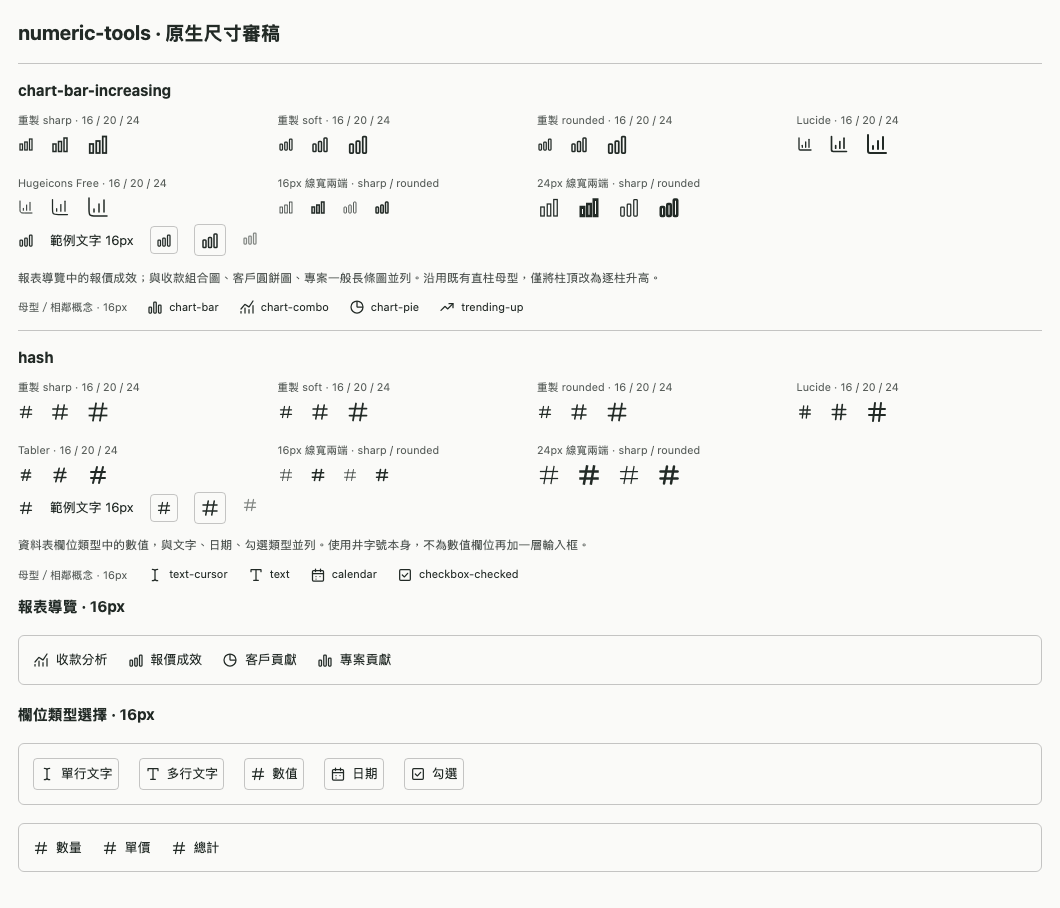 numeric-tools · 原生尺寸審稿
chart-bar-increasing
重製 sharp · 16 / 20 / 24
重製 soft · 16 / 20 / 24
重製 rounded · 16 / 20 / 24
Lucide · 16 / 20 / 24
Hugeicons Free · 16 / 20 / 24
16px 線寬兩端 · sharp / rounded
24px 線寬兩端 · sharp / rounded
範例文字 16px
報表導覽中的報價成效；與收款組合圖、客戶圓餅圖、專案一般長條圖並列。沿用既有直柱母型，僅將柱頂改為逐柱升高。
母型 / 相鄰概念 · 16px chart-bar chart-combo chart-pie trending-up
hash
重製 sharp · 16 / 20 / 24
重製 soft · 16 / 20 / 24
重製 rounded · 16 / 20 / 24
Lucide · 16 / 20 / 24
Tabler · 16 / 20 / 24
16px 線寬兩端 · sharp / rounded
24px 線寬兩端 · sharp / rounded
範例文字 16px
資料表欄位類型中的數值，與文字、日期、勾選類型並列。使用井字號本身，不為數值欄位再加一層輸入框。
母型 / 相鄰概念 · 16px text-cursor text calendar checkbox-checked
報表導覽 · 16px
收款分析 報價成效 客戶貢獻 專案貢獻
欄位類型選擇 · 16px
單行文字 多行文字 數值 日期 勾選
數量 單價 總計